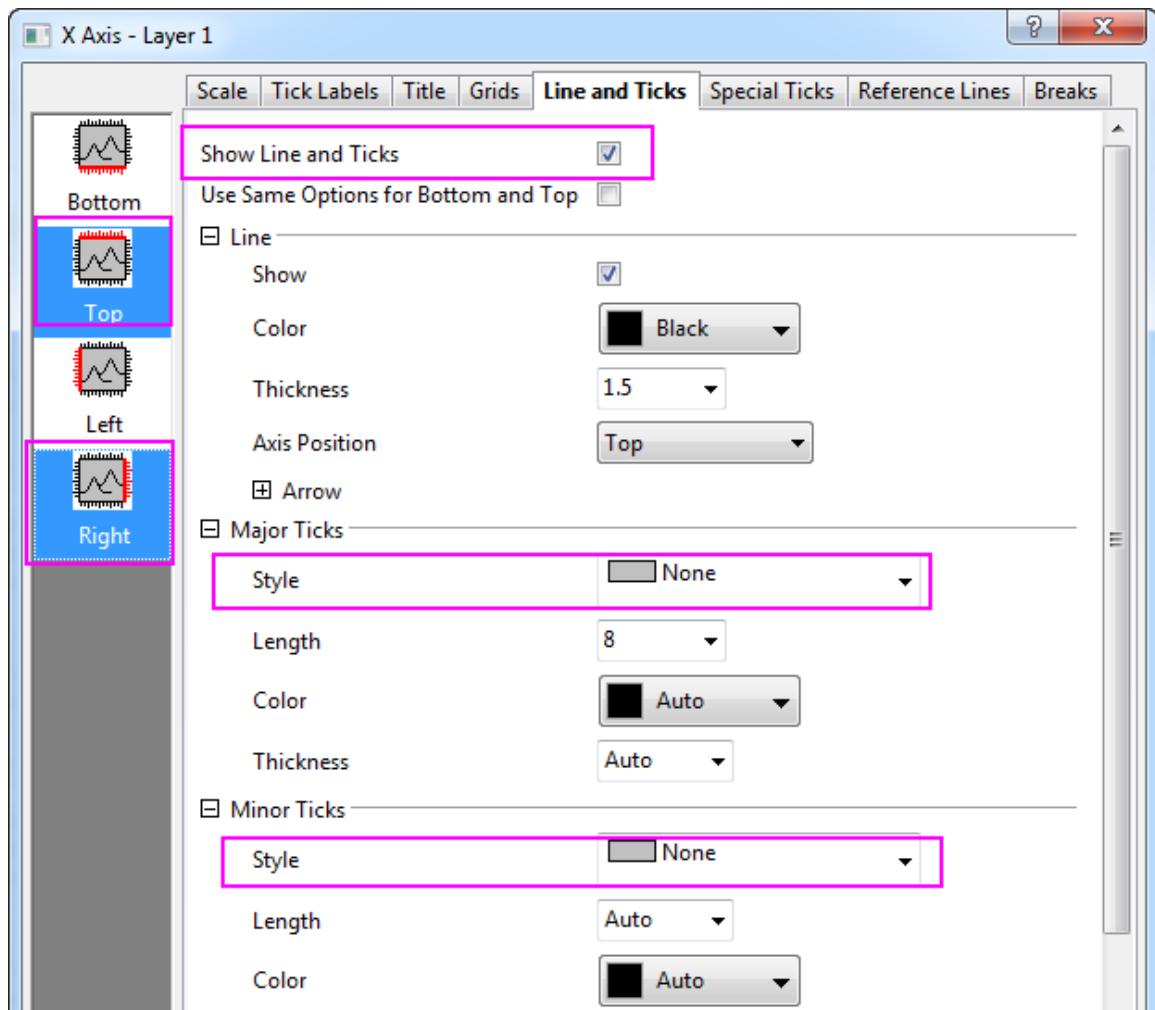 X Axis - Layer 1
?
X
Scale Tick Labels Title Grids Line and Ticks Special Ticks Reference Lines Breaks
Bottom
Top
Left
Right
Show Line and Ticks
Use Same Options for Bottom and Top
Line
Show
Color Black
Thickness 1.5
Axis Position Top
Arrow
Major Ticks
Style None
Length 8
Color Auto
Thickness Auto
Minor Ticks
Style None
Length Auto
Color Auto